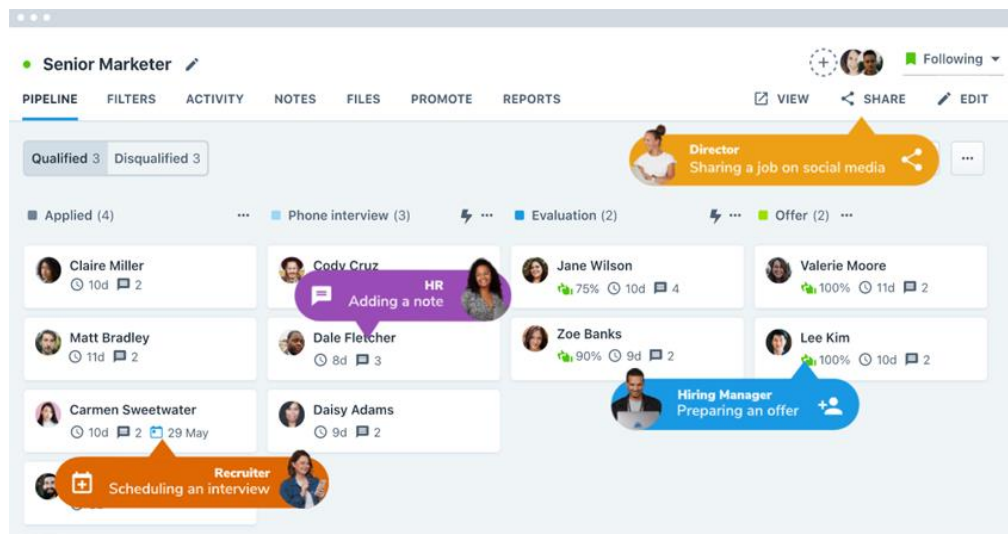 Senior Marketer
Following
PIPELINE FILTERS ACTIVITY NOTES FILES PROMOTE REPORTS VIEW SHARE EDIT
Qualified 3 Disqualified 3
Director
Sharing a job on social media
Applied (4) Phone interview (3) Evaluation (2) Offer (2)
Claire Miller
10d 2
Matt Bradley
11d 2
Carmen Sweetwater
10d 2 29 May
Recruiter
Scheduling an interview
Cody Cruz
HR
Adding a note
Dale Fletcher
8d 3
Daisy Adams
9d 2
Jane Wilson
75% 10d 4
Zoe Banks
90% 9d 2
Valerie Moore
100% 11d 2
Lee Kim
100% 10d 2
Hiring Manager
Preparing an offer